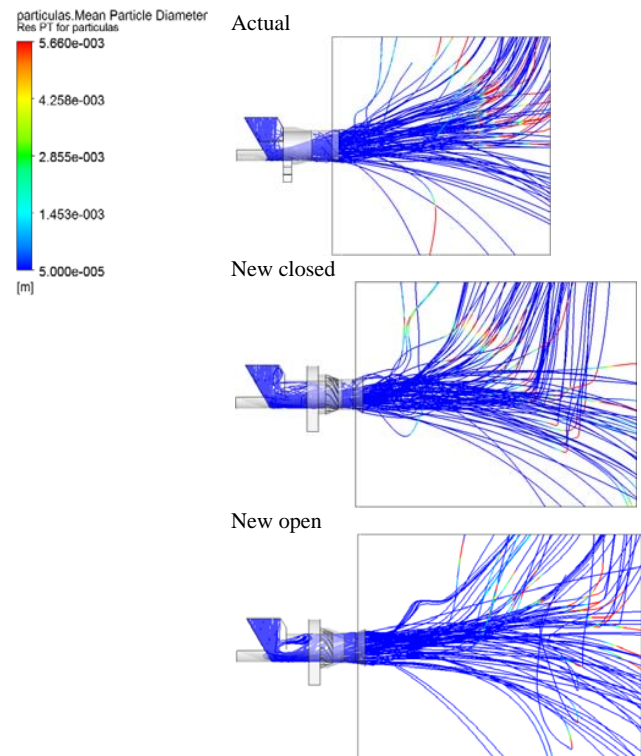 particulas.Mean Particle Diameter
Res PT for particulas
5.660e-003
4.258e-003
2.855e-003
1.453e-003
5.000e-005
[m]
Actual
New closed
New open